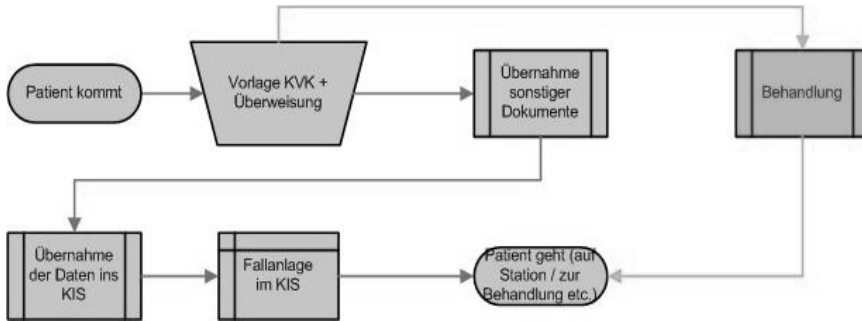 Patient kommt
Vorlage KVK +
Überweisung
Übernahme
sonstiger
Dokumente
Behandlung
Übernahme
der Daten ins
KIS
Fallanlage
im KIS
Patient geht (auf
Station / zur
Behandlung etc.)